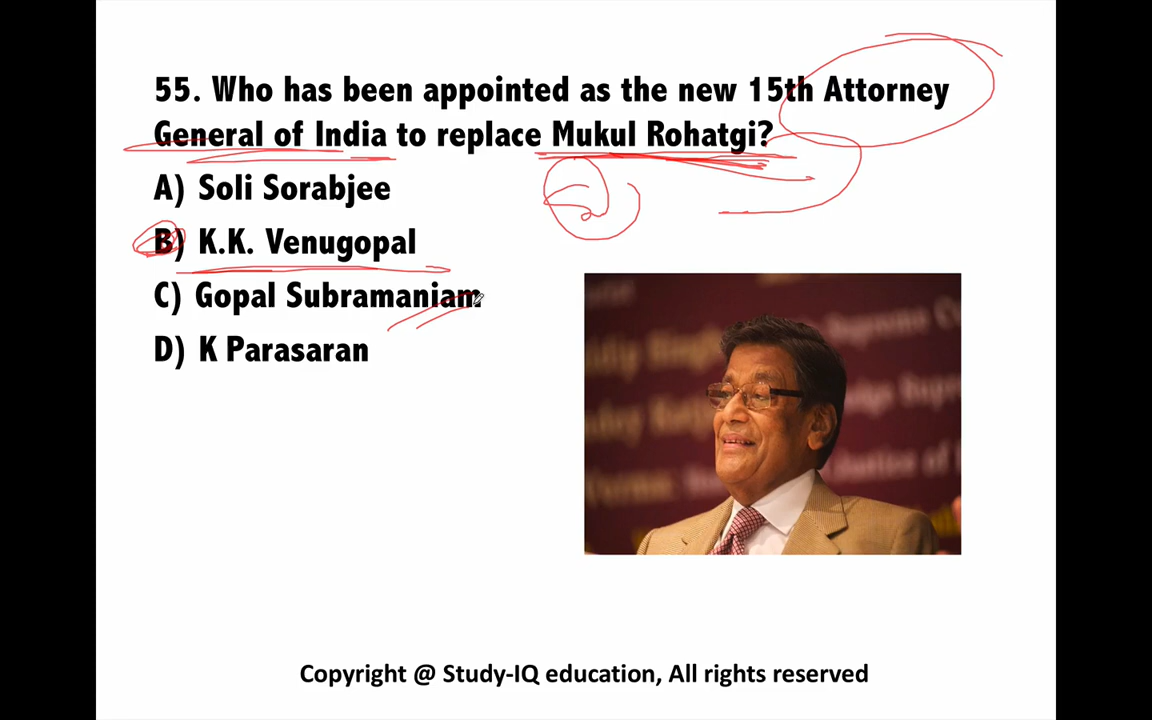 55. Who has been appointed as the new 15th Attorney
General of India to replace Mukul Rohatgi?
A) Soli Sorabjee
B) K.K. Venugopal
C) Gopal Subramaniam
D) K Parasaran
Copyright @ Study-IQ education, All rights reserved